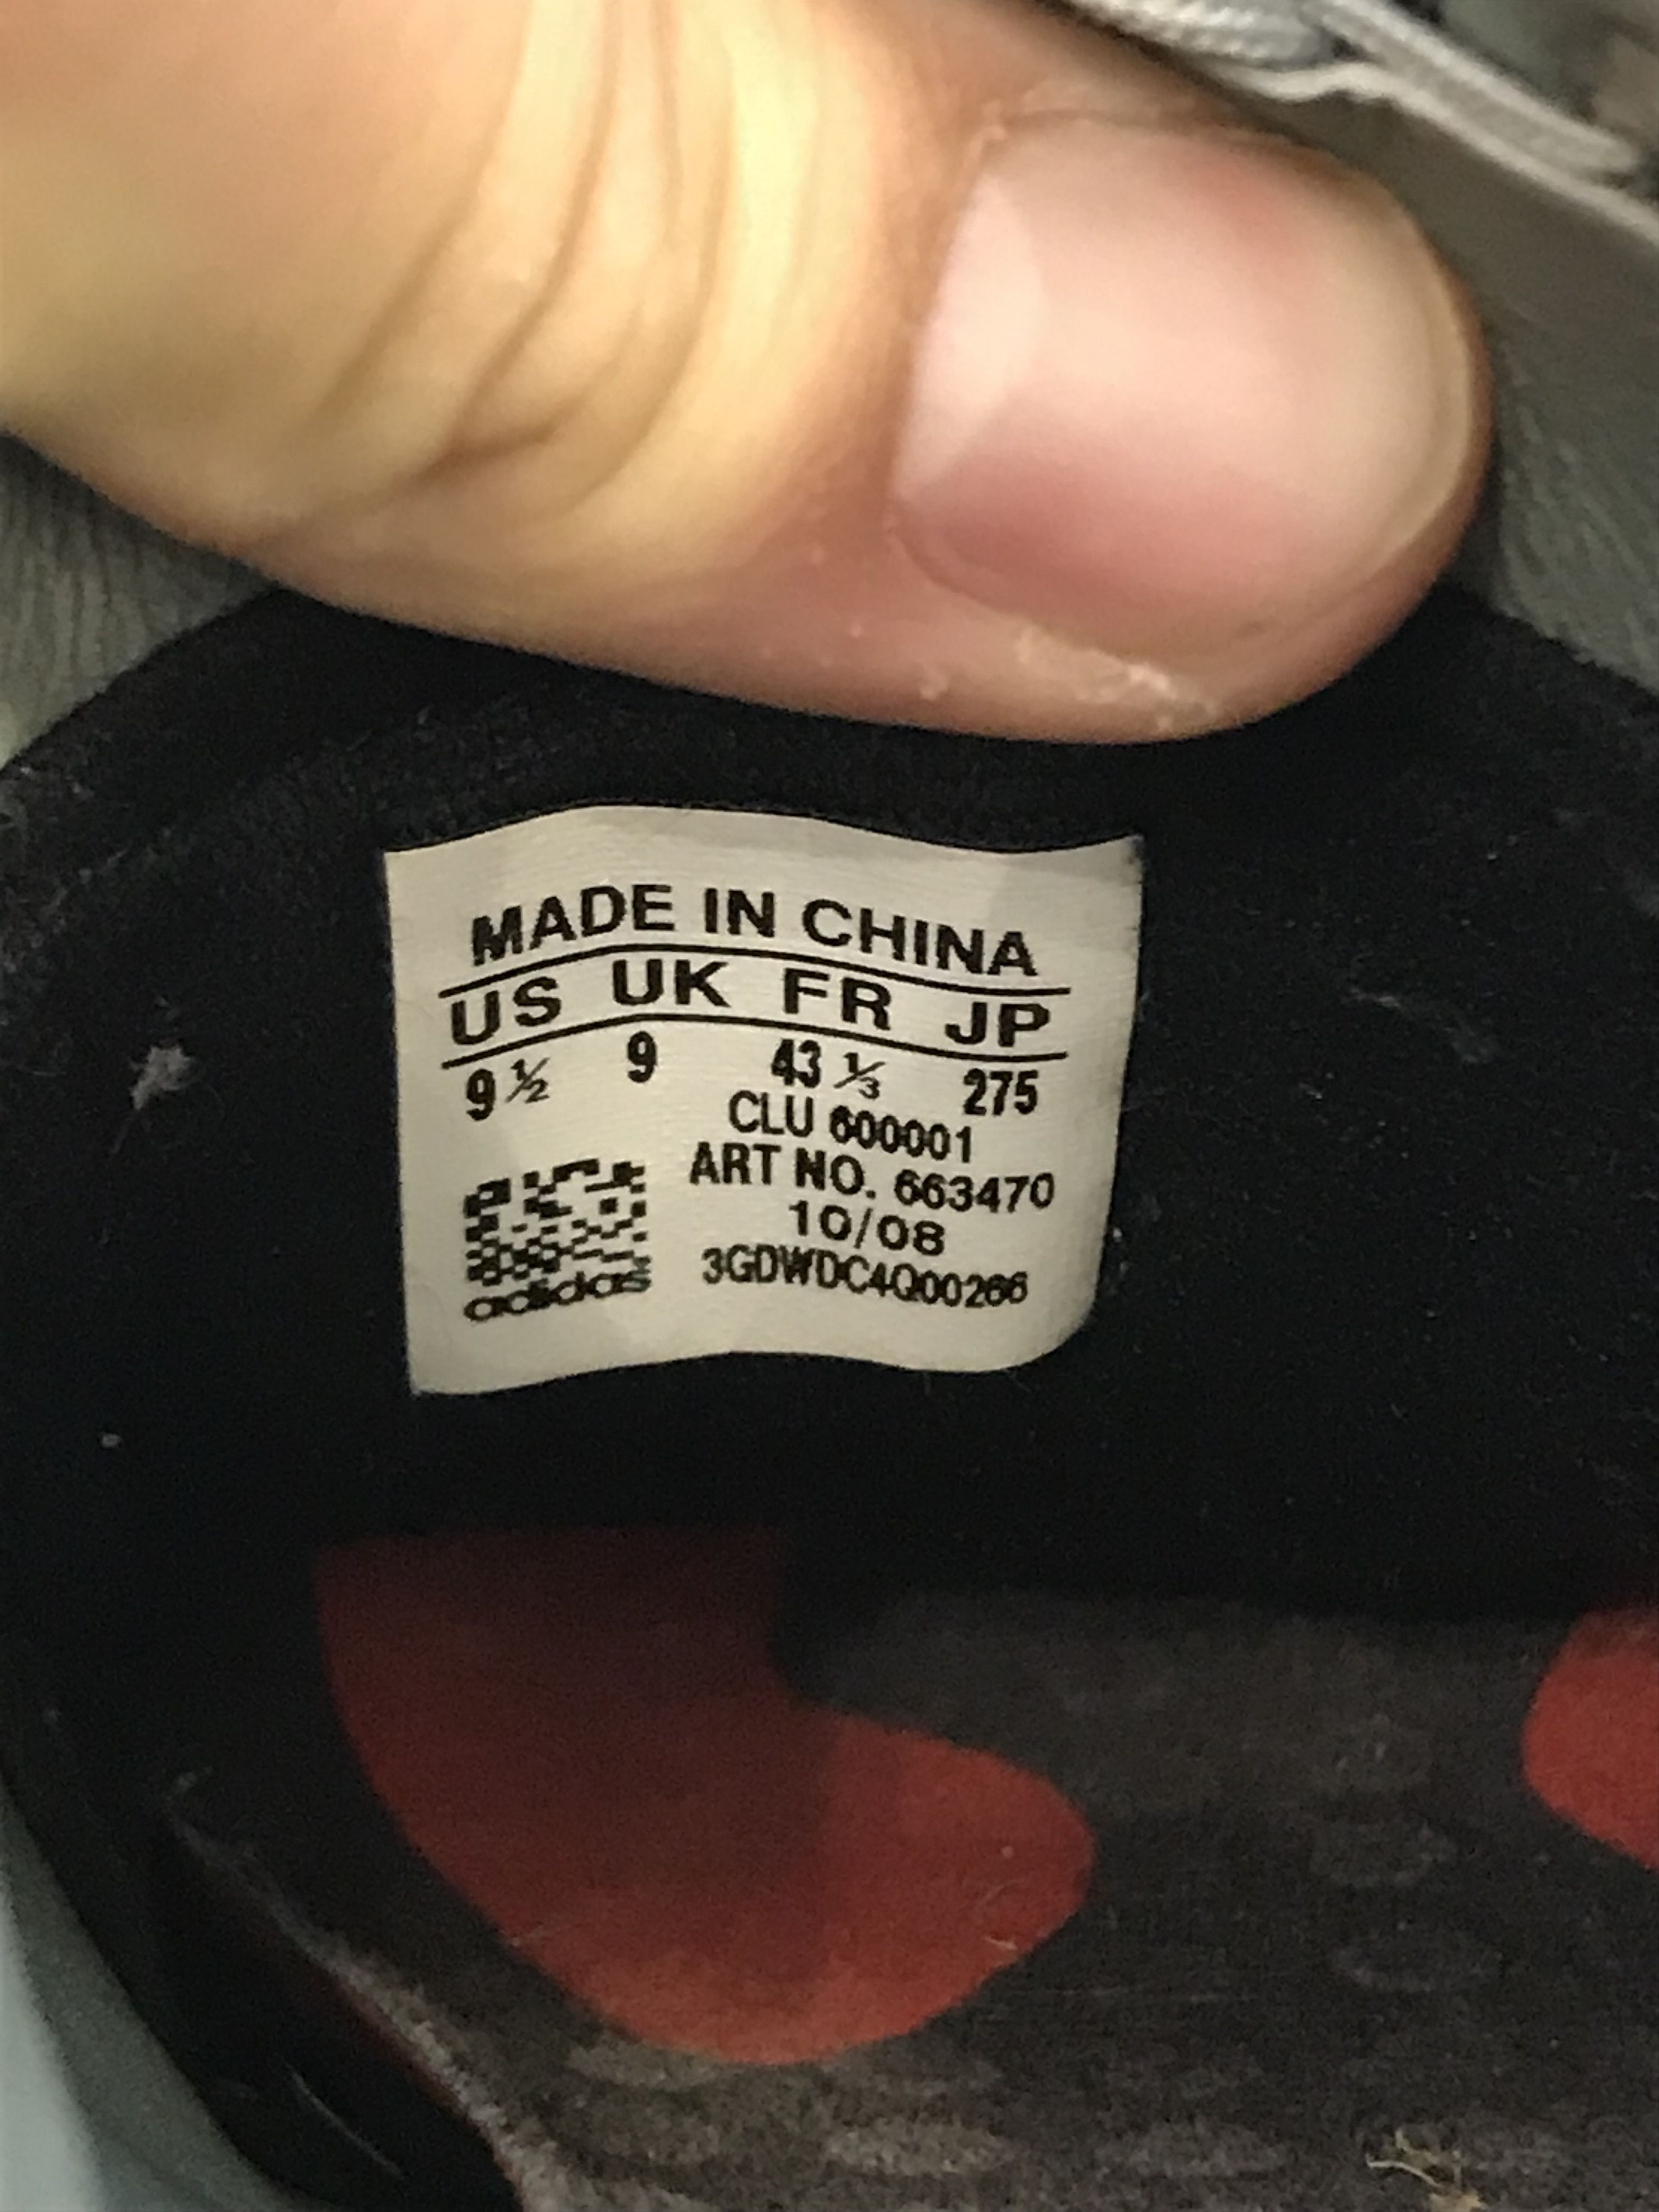 MADE IN CHINA
US UK FR JP
9 ½ 9 43 ⅓ 275
CLU 600001
ART NO. 663470
10/08
3GDWDC4Q00266
adidas